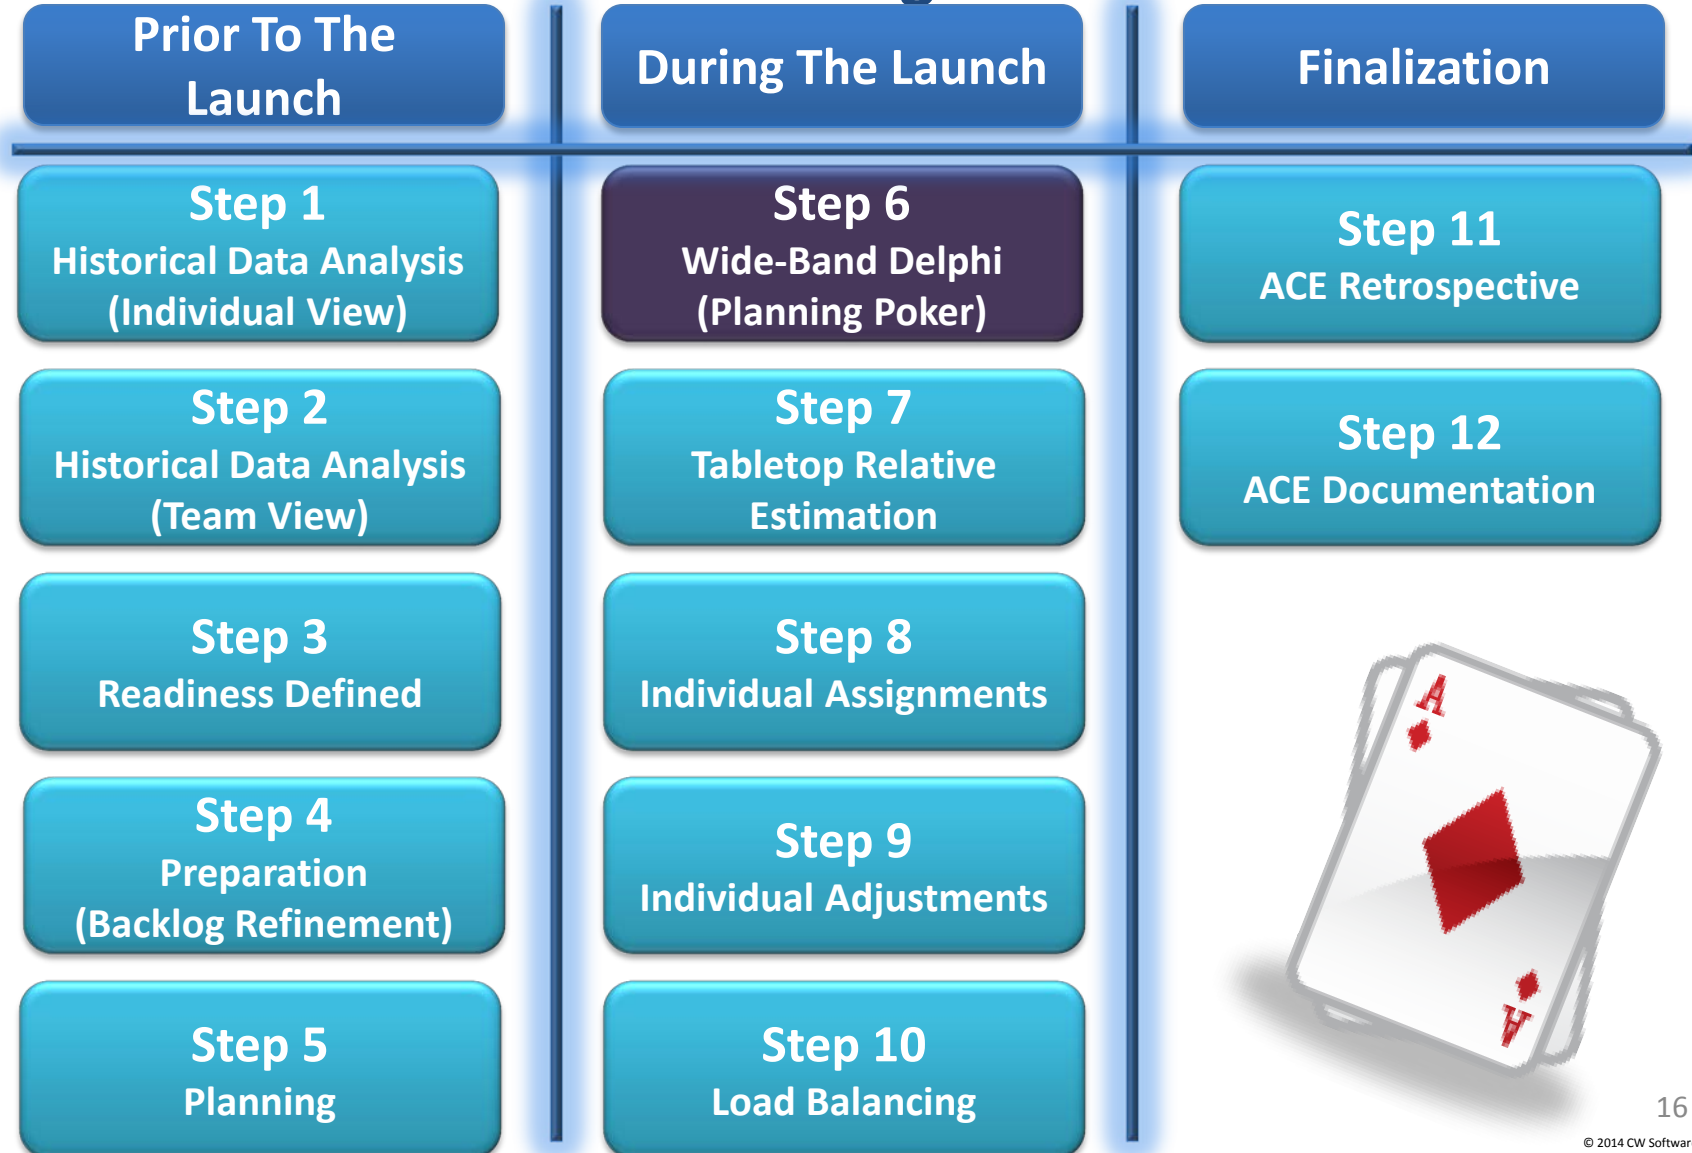 Prior To The
Launch
During The Launch
Finalization
Step 1
Historical Data Analysis
(Individual View)
Step 2
Historical Data Analysis
(Team View)
Step 3
Readiness Defined
Step 4
Preparation
(Backlog Refinement)
Step 5
Planning
Step 6
Wide-Band Delphi
(Planning Poker)
Step 7
Tabletop Relative
Estimation
Step 8
Individual Assignments
Step 9
Individual Adjustments
Step 10
Load Balancing
Step 11
ACE Retrospective
Step 12
ACE Documentation
A
A
16
© 2014 CW Softwar